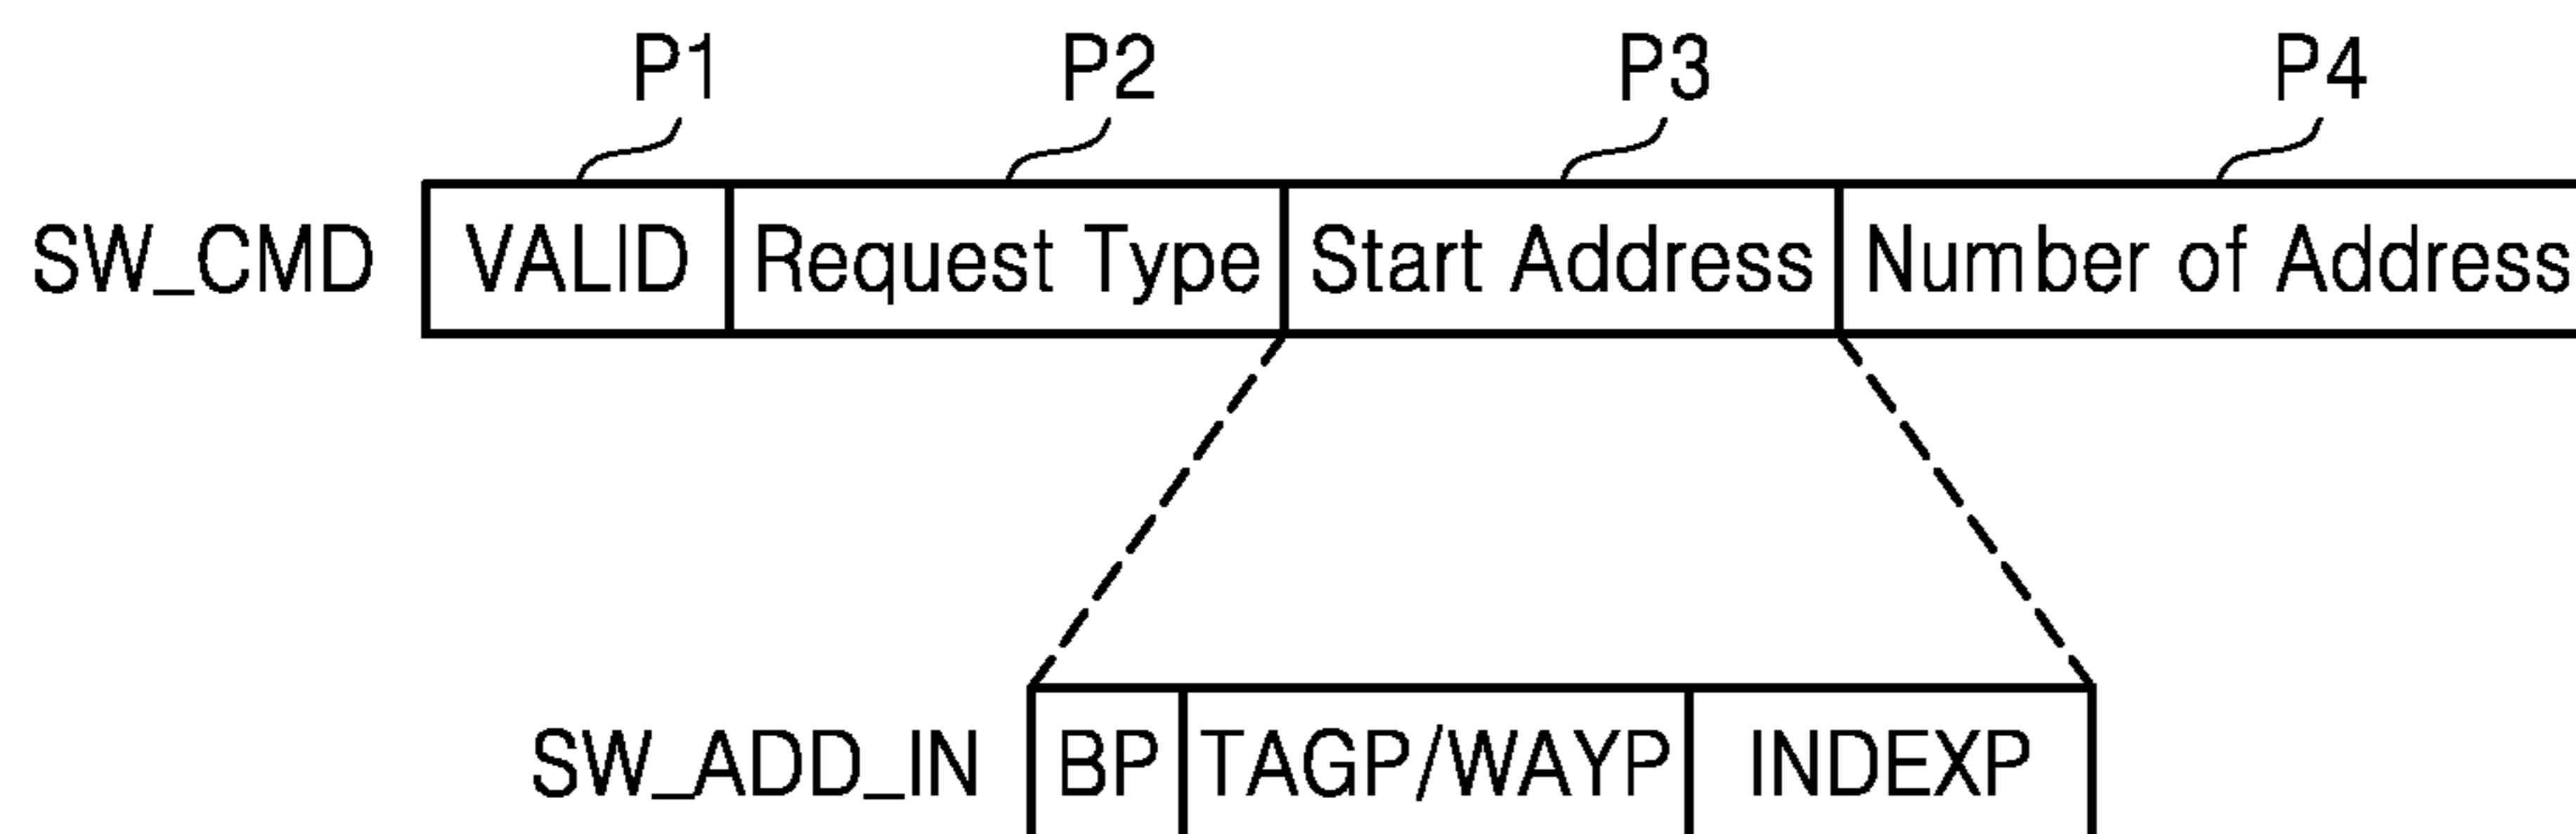 P1 P2 P3 P4
SW_CMD VALID Request Type Start Address Number of Address
SW_ADD_IN BP TAGP/WAYP INDEXP